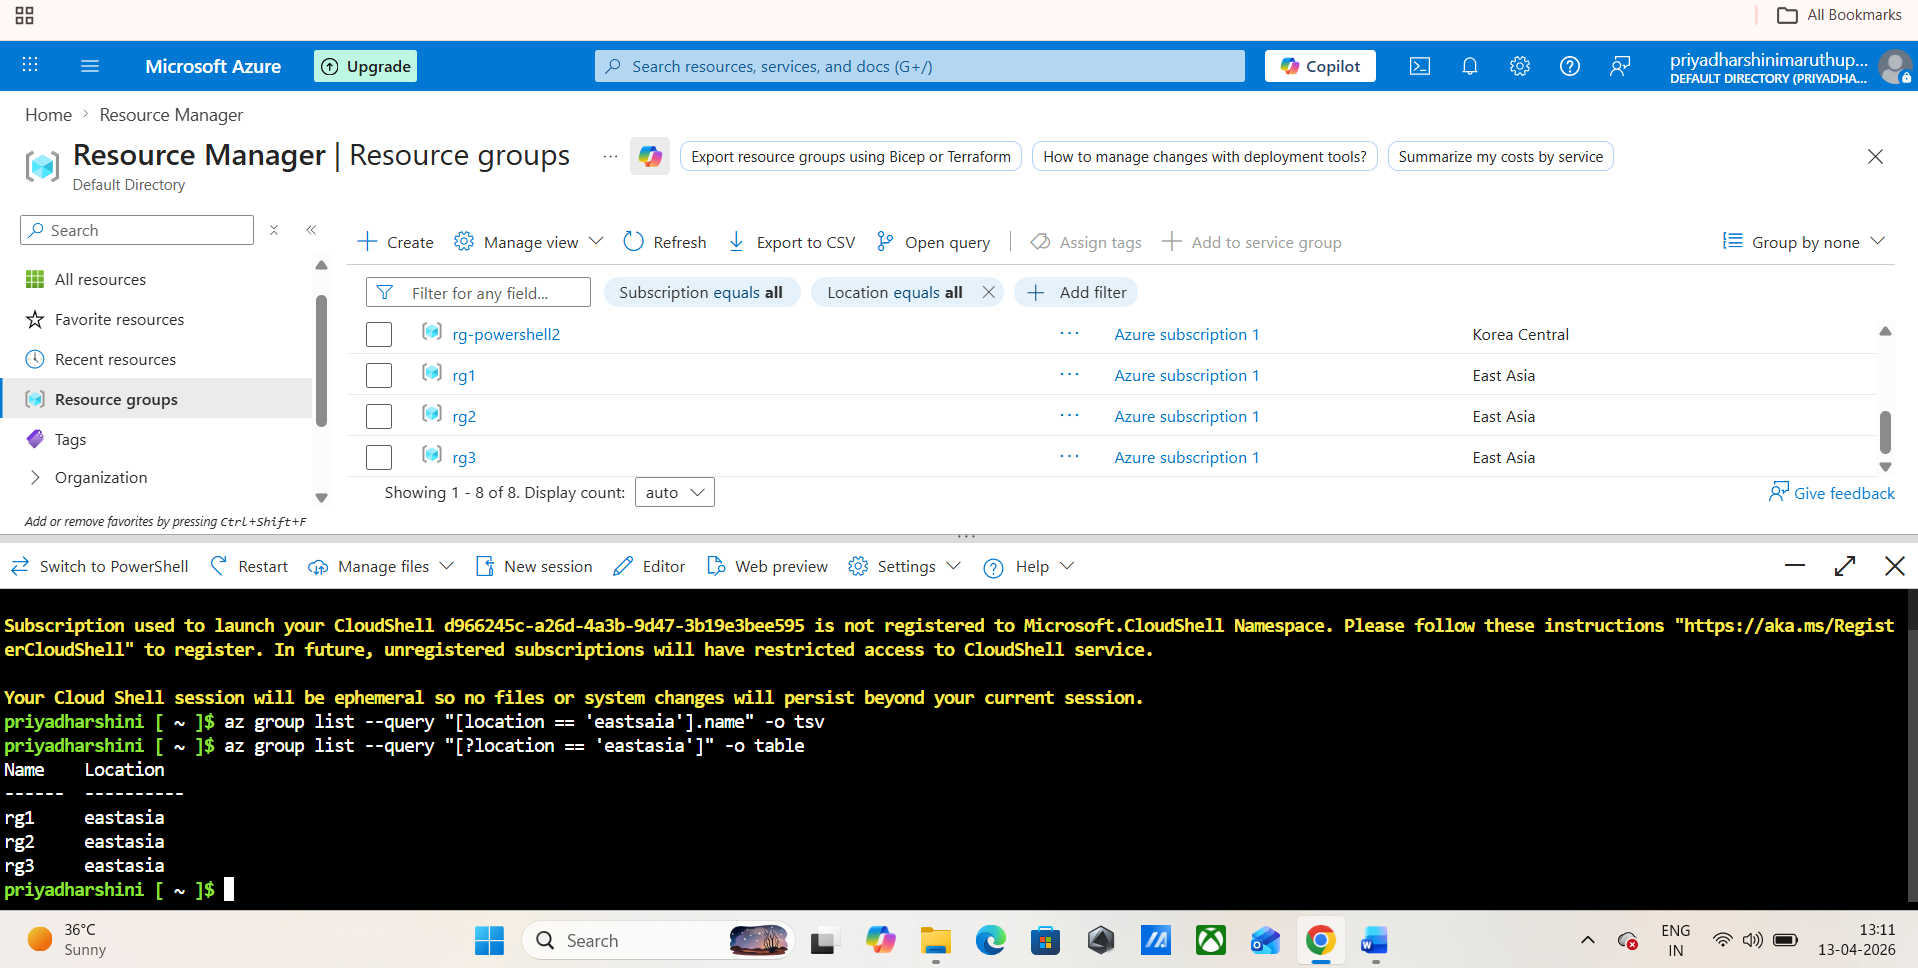 All Bookmarks
Microsoft Azure
Upgrade
Search resources, services, and docs (G+/)
Copilot
priyadharshinimaruthup...
DEFAULT DIRECTORY (PRIYADHA...
Home > Resource Manager
Resource Manager | Resource groups
...
Export resource groups using Bicep or Terraform
How to manage changes with deployment tools?
Summarize my costs by service
Default Directory
Search
Create
Manage view
Refresh
Export to CSV
Open query
Assign tags
Add to service group
Group by none
All resources
Favorite resources
Recent resources
Resource groups
Tags
Organization
Add or remove favorites by pressing Ctrl+Shift+F
Filter for any field...
Subscription equals all
Location equals all
Add filter
rg-powershell2 ... Azure subscription 1 Korea Central
rg1 ... Azure subscription 1 East Asia
rg2 ... Azure subscription 1 East Asia
rg3 ... Azure subscription 1 East Asia
Showing 1 - 8 of 8. Display count: auto
Give feedback
Switch to PowerShell
Restart
Manage files
New session
Editor
Web preview
Settings
Help
Subscription used to launch your CloudShell d966245c-a26d-4a3b-9d47-3b19e3bee595 is not registered to Microsoft.CloudShell Namespace. Please follow these instructions "https://aka.ms/Regist
erCloudShell" to register. In future, unregistered subscriptions will have restricted access to CloudShell service.
Your Cloud Shell session will be ephemeral so no files or system changes will persist beyond your current session.
priyadharshini [ ~ ]$ az group list --query "[location == 'eastsaia'].name" -o tsv
priyadharshini [ ~ ]$ az group list --query "[?location == 'eastasia']" -o table
Name Location
------ ----------
rg1 eastasia
rg2 eastasia
rg3 eastasia
priyadharshini [ ~ ]$
36°C
Sunny
Search
ENG
IN
13:11
13-04-2026